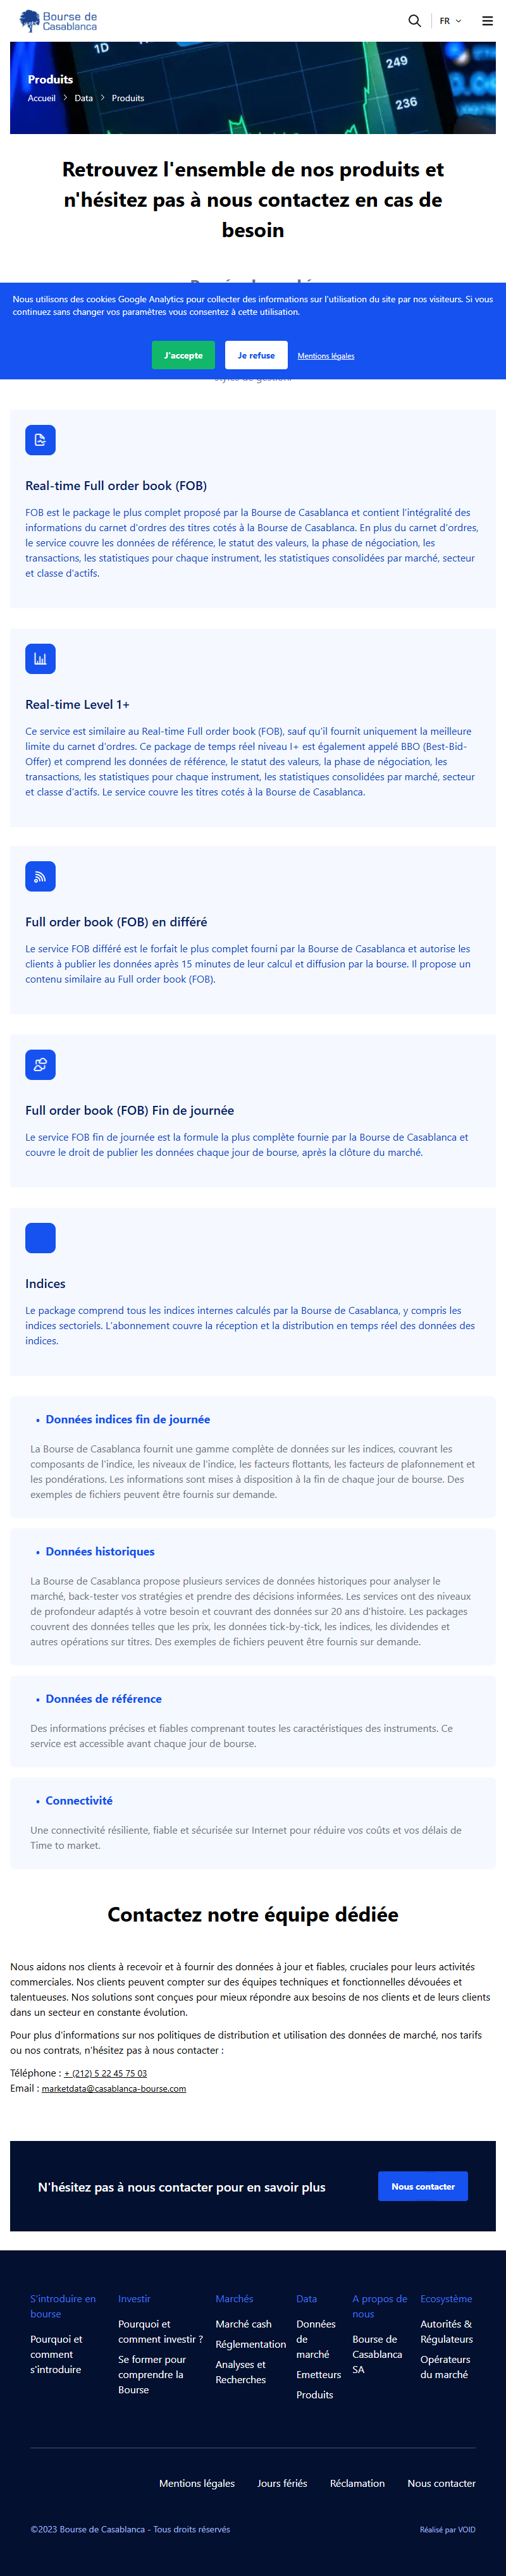 Bourse de
Casablanca
FR
1D
249
236
Produits
Accueil > Data > Produits
Retrouvez l'ensemble de nos produits et
n'hésitez pas à nous contactez en cas de
besoin
Nous utilisons des cookies Google Analytics pour collecter des informations sur l'utilisation du site par nos visiteurs. Si vous
continuez sans changer vos paramètres vous consentez à cette utilisation.
J'accepte
Je refuse
Mentions légales
styles de gestion.
Real-time Full order book (FOB)
FOB est le package le plus complet proposé par la Bourse de Casablanca et contient l'intégralité des
informations du carnet d'ordres des titres cotés à la Bourse de Casablanca. En plus du carnet d'ordres,
le service couvre les données de référence, le statut des valeurs, la phase de négociation, les
transactions, les statistiques pour chaque instrument, les statistiques consolidées par marché, secteur
et classe d'actifs.
Real-time Level 1+
Ce service est similaire au Real-time Full order book (FOB), sauf qu'il fournit uniquement la meilleure
limite du carnet d'ordres. Ce package de temps réel niveau I+ est également appelé BBO (Best-Bid-
Offer) et comprend les données de référence, le statut des valeurs, la phase de négociation, les
transactions, les statistiques pour chaque instrument, les statistiques consolidées par marché, secteur
et classe d'actifs. Le service couvre les titres cotés à la Bourse de Casablanca.
Full order book (FOB) en différé
Le service FOB différé est le forfait le plus complet fourni par la Bourse de Casablanca et autorise les
clients à publier les données après 15 minutes de leur calcul et diffusion par la bourse. Il propose un
contenu similaire au Full order book (FOB).
Full order book (FOB) Fin de journée
Le service FOB fin de journée est la formule la plus complète fournie par la Bourse de Casablanca et
couvre le droit de publier les données chaque jour de bourse, après la clôture du marché.
Indices
Le package comprend tous les indices internes calculés par la Bourse de Casablanca, y compris les
indices sectoriels. L'abonnement couvre la réception et la distribution en temps réel des données des
indices.
• Données indices fin de journée
La Bourse de Casablanca fournit une gamme complète de données sur les indices, couvrant les
composants de l'indice, les niveaux de l'indice, les facteurs flottants, les facteurs de plafonnement et
les pondérations. Les informations sont mises à disposition à la fin de chaque jour de bourse. Des
exemples de fichiers peuvent être fournis sur demande.
• Données historiques
La Bourse de Casablanca propose plusieurs services de données historiques pour analyser le
marché, back-tester vos stratégies et prendre des décisions informées. Les services ont des niveaux
de profondeur adaptés à votre besoin et couvrant des données sur 20 ans d'histoire. Les packages
couvrent des données telles que les prix, les données tick-by-tick, les indices, les dividendes et
autres opérations sur titres. Des exemples de fichiers peuvent être fournis sur demande.
• Données de référence
Des informations précises et fiables comprenant toutes les caractéristiques des instruments. Ce
service est accessible avant chaque jour de bourse.
• Connectivité
Une connectivité résiliente, fiable et sécurisée sur Internet pour réduire vos coûts et vos délais de
Time to market.
Contactez notre équipe dédiée
Nous aidons nos clients à recevoir et à fournir des données à jour et fiables, cruciales pour leurs activités
commerciales. Nos clients peuvent compter sur des équipes techniques et fonctionnelles dévouées et
talentueuses. Nos solutions sont conçues pour mieux répondre aux besoins de nos clients et de leurs clients
dans un secteur en constante évolution.
Pour plus d'informations sur nos politiques de distribution et utilisation des données de marché, nos tarifs
ou nos contrats, n'hésitez pas à nous contacter :
Téléphone : + (212) 5 22 45 75 03
Email : marketdata@casablanca-bourse.com
N'hésitez pas à nous contacter pour en savoir plus
Nous contacter
S'introduire en
bourse
Pourquoi et
comment
s'introduire
Investir
Pourquoi et
comment investir ?
Se former pour
comprendre la
Bourse
Marchés
Marché cash
Réglementation
Analyses et
Recherches
Data
Données
de
marché
Emetteurs
Produits
A propos de
nous
Bourse de
Casablanca
SA
Ecosystème
Autorités &
Régulateurs
Opérateurs
du marché
Mentions légales
Jours fériés
Réclamation
Nous contacter
©2023 Bourse de Casablanca - Tous droits réservés
Réalisé par VOID